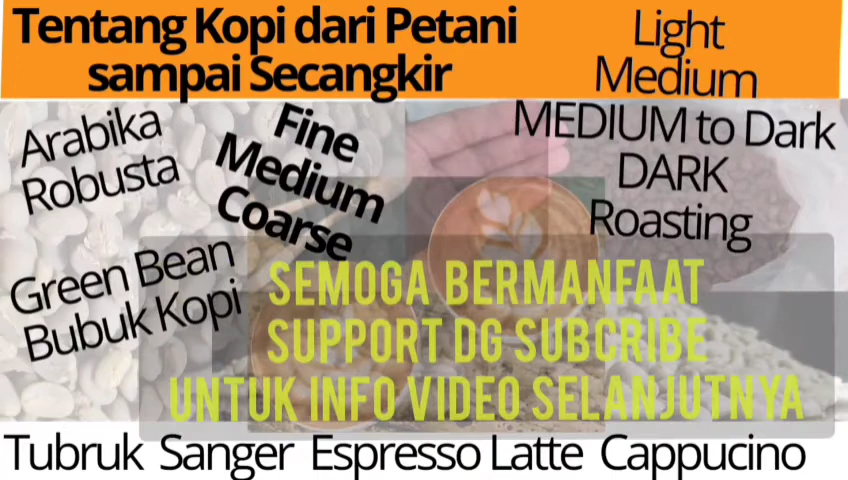 Tentang Kopi dari Petani
sampai Secangkir
Light
Medium
MEDIUM to Dark
DARK
Roasting
Arabika
Robusta
Fine
Medium
Coarse
Green Bean
Bubuk Kopi
SEMOGA BERMANFAAT
SUPPORT DG SUBCRIBE
UNTUK INFO VIDEO SELANJUTNYA
Tubruk Sanger Espresso Latte Cappucino